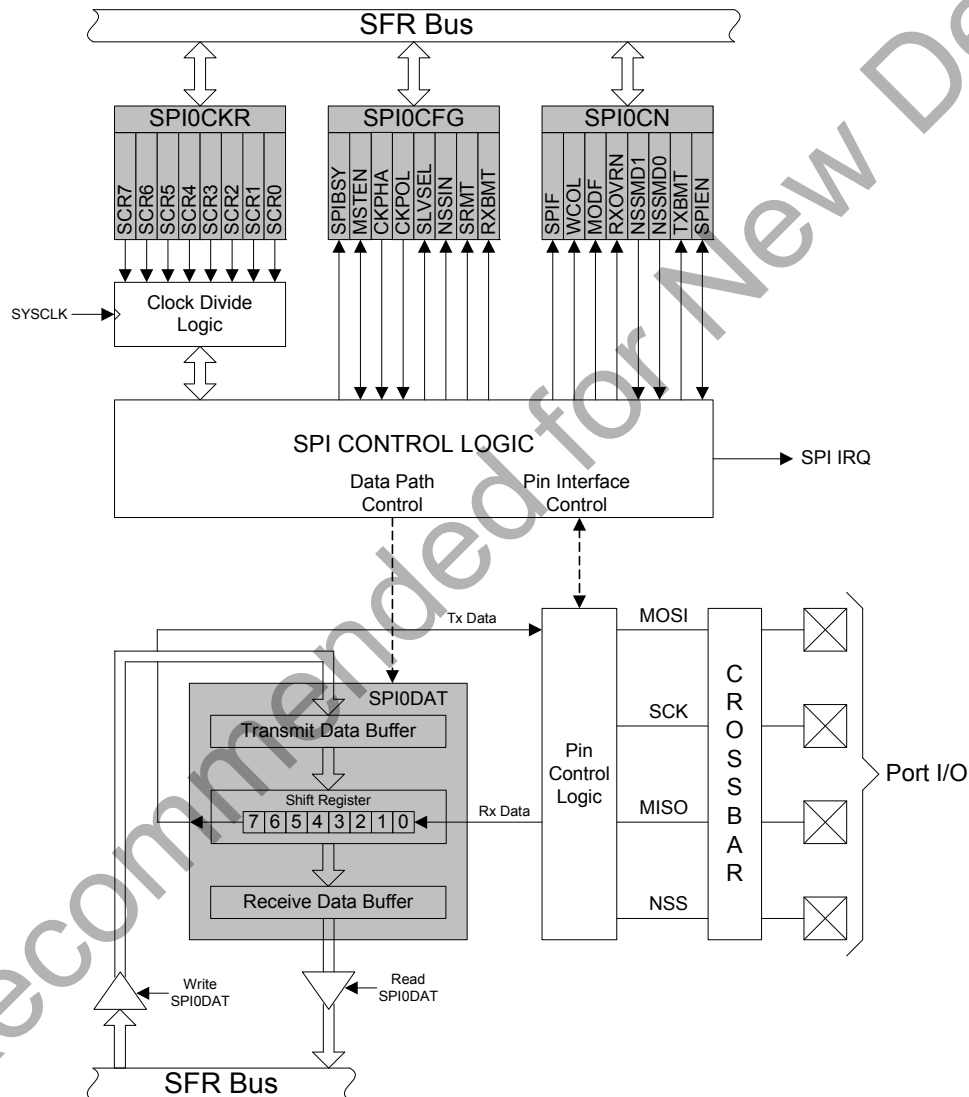 SFR Bus
SPI0CKR
SCR7
SCR6
SCR5
SCR4
SCR3
SCR2
SCR1
SCR0
SPI0CFG
SPIBSY
MSTEN
CKPHA
CKPOL
SLVSEL
NSSIN
SRMT
RXBMT
SPI0CN
SPIF
WCOL
MODF
RXOVRN
NSSMD1
NSSMD0
TXBMT
SPIEN
SYSCLK
Clock Divide
Logic
SPI CONTROL LOGIC
Data Path
Control
Pin Interface
Control
SPI IRQ
Tx Data
SPI0DAT
Transmit Data Buffer
Shift Register
7 6 5 4 3 2 1 0
Rx Data
Receive Data Buffer
Pin
Control
Logic
MOSI
SCK
MISO
NSS
CROSSBAR
Port I/O
Write
SPI0DAT
Read
SPI0DAT
SFR Bus
Recommended for New De